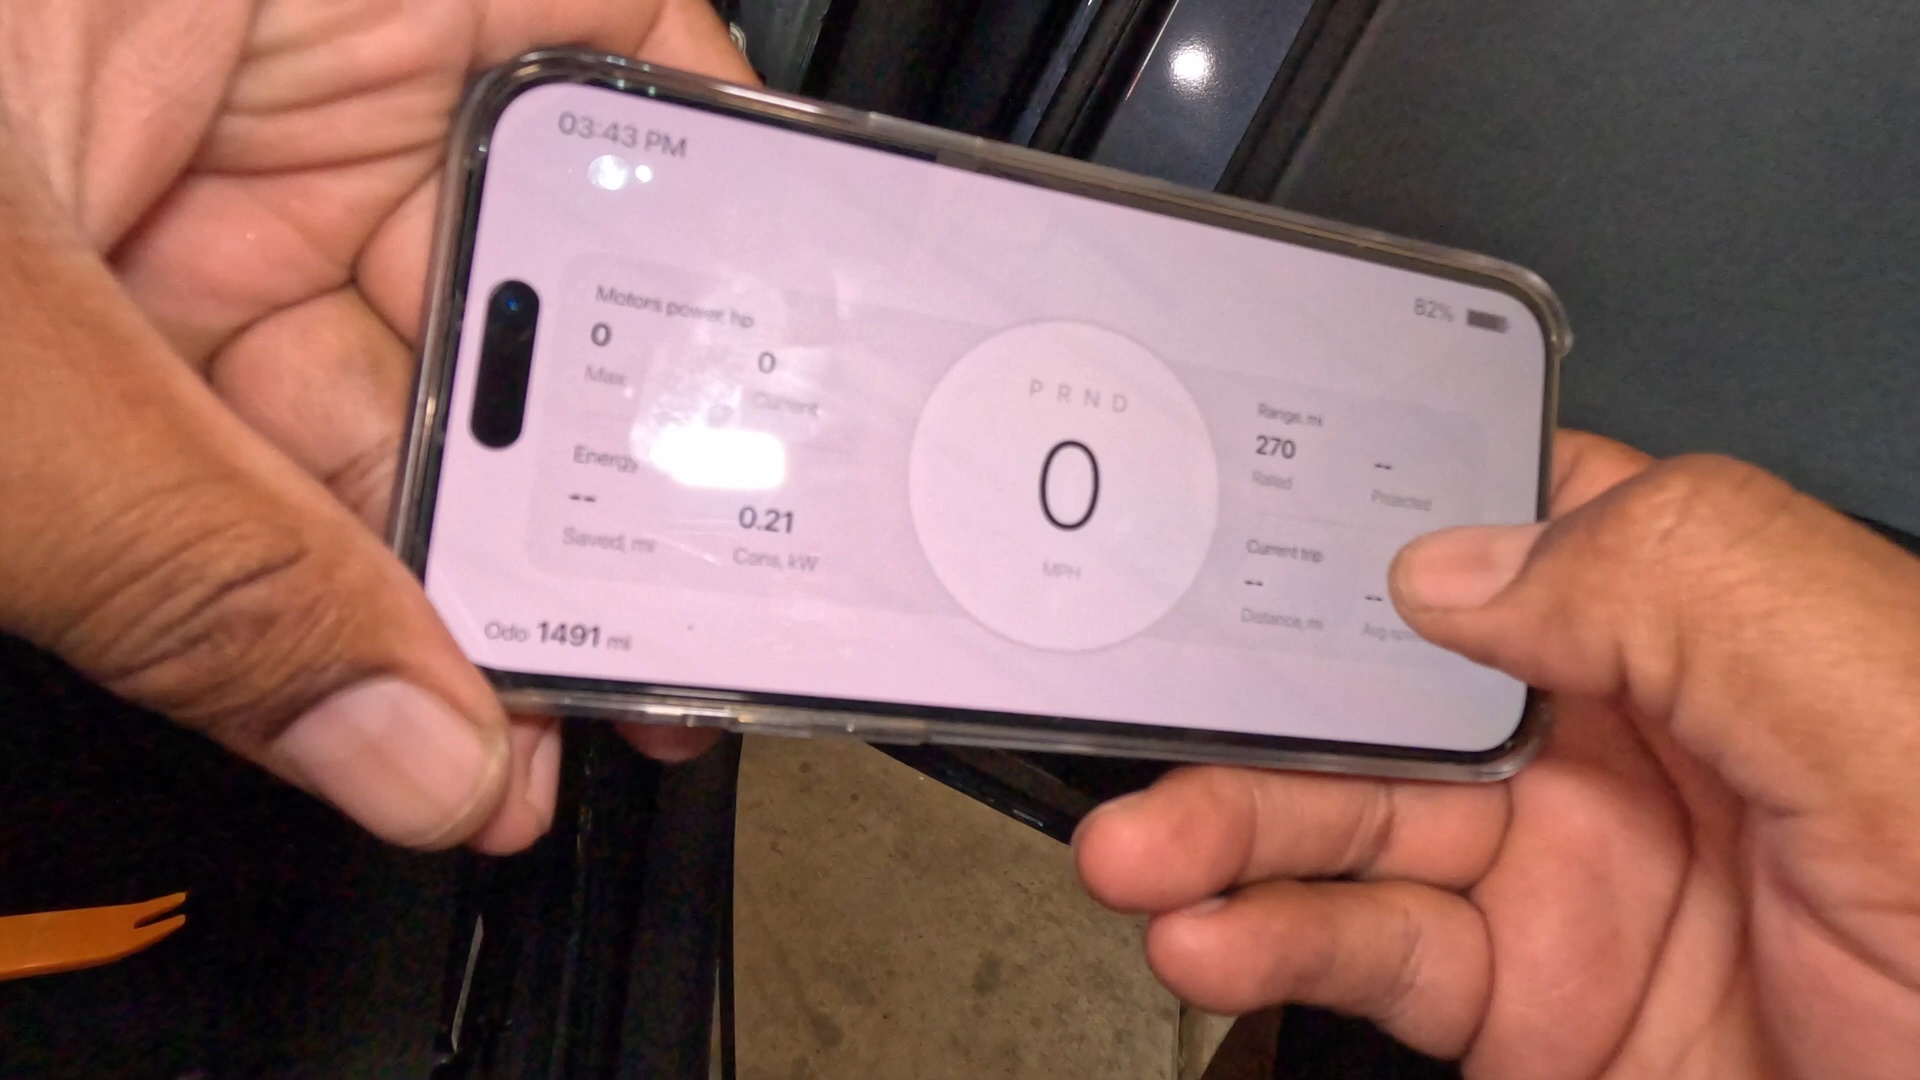 03:43 PM
82%
Motors power, hp
0
0
Max
Current
Energy
--
0.21
Saved, mi
Cons, kW
Odo 1491 mi
P R N D
0
MPH
Range, mi
270
--
Rated
Projected
Current trip
--
--
Distance, mi
Avg